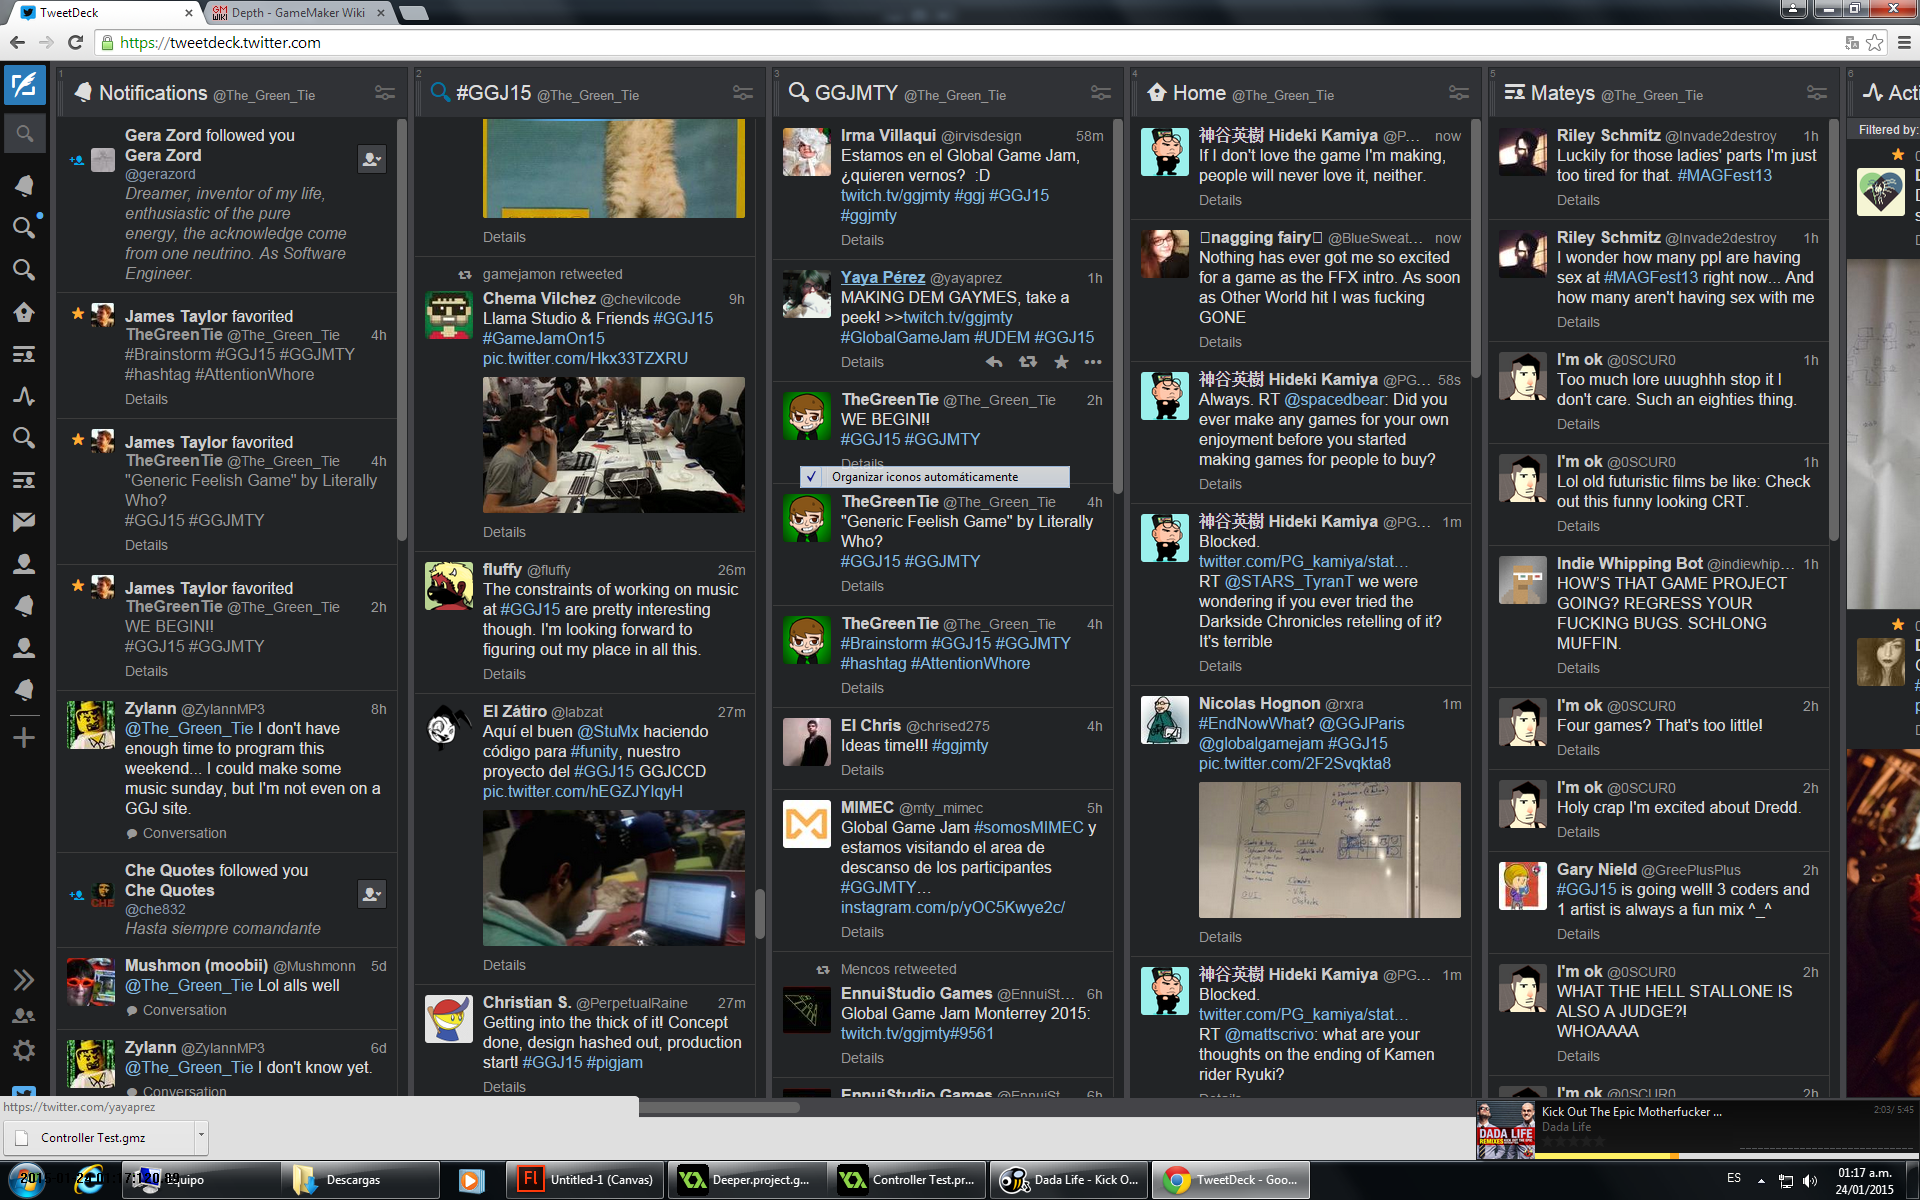 TweetDeck
Depth - GameMaker Wiki
https://tweetdeck.twitter.com
1
Notifications @The_Green_Tie
Gera Zord followed you
Gera Zord
@gerazord
Dreamer, inventor of my life,
enthusiastic of the pure
energy, the acknowledge come
from one neutrino. As Software
Engineer.
James Taylor favorited
TheGreenTie @The_Green_Tie 4h
#Brainstorm #GGJ15 #GGJMTY
#hashtag #AttentionWhore
Details
James Taylor favorited
TheGreenTie @The_Green_Tie 4h
"Generic Feelish Game" by Literally
Who?
#GGJ15 #GGJMTY
Details
James Taylor favorited
TheGreenTie @The_Green_Tie 2h
WE BEGIN!!
#GGJ15 #GGJMTY
Details
Zylann @ZylannMP3 8h
@The_Green_Tie I don't have
enough time to program this
weekend... I could make some
music sunday, but I'm not even on a
GGJ site.
Conversation
Che Quotes followed you
Che Quotes
@che832
Hasta siempre comandante
Mushmon (moobii) @Mushmonn 5d
@The_Green_Tie Lol alls well
Conversation
Zylann @ZylannMP3 6d
@The_Green_Tie I don't know yet.
Conversation
2
#GGJ15 @The_Green_Tie
Details
gamejamon retweeted
Chema Vilchez @chevilcode 9h
Llama Studio & Friends #GGJ15
#GameJamOn15
pic.twitter.com/Hkx33TZXRU
Details
fluffy @fluffy 26m
The constraints of working on music
at #GGJ15 are pretty interesting
though. I'm looking forward to
figuring out my place in all this.
Details
El Zátiro @labzat 27m
Aquí el buen @StuMx haciendo
código para #funity, nuestro
proyecto del #GGJ15 GGJCCD
pic.twitter.com/hEGZJYlqyH
Details
Christian S. @PerpetualRaine 27m
Getting into the thick of it! Concept
done, design hashed out, production
start! #GGJ15 #pigjam
Details
3
GGJMTY @The_Green_Tie
Irma Villaqui @irvisdesign 58m
Estamos en el Global Game Jam,
¿quieren vernos? :D
twitch.tv/ggjmty #ggj #GGJ15
#ggjmty
Details
Yaya Pérez @yayaprez 1h
MAKING DEM GAYMES, take a
peek! >>twitch.tv/ggjmty
#GlobalGameJam #UDEM #GGJ15
Details
TheGreenTie @The_Green_Tie 2h
WE BEGIN!!
#GGJ15 #GGJMTY
Details
Organizar iconos automáticamente
TheGreenTie @The_Green_Tie 4h
"Generic Feelish Game" by Literally
Who?
#GGJ15 #GGJMTY
Details
TheGreenTie @The_Green_Tie 4h
#Brainstorm #GGJ15 #GGJMTY
#hashtag #AttentionWhore
Details
El Chris @chrised275 4h
Ideas time!!! #ggjmty
Details
MIMEC @mty_mimec 5h
Global Game Jam #somosMIMEC y
estamos visitando el area de
descanso de los participantes
#GGJMTY…
instagram.com/p/yOC5Kwye2c/
Details
Mencos retweeted
EnnuiStudio Games @EnnuiSt… 6h
Global Game Jam Monterrey 2015:
twitch.tv/ggjmty#9561
Details
EnnuiStudio Games @EnnuiSt… 6h
4
Home @The_Green_Tie
神谷英樹 Hideki Kamiya @P… now
If I don't love the game I'm making,
people will never love it, neither.
Details
nagging fairy @BlueSweat… now
Nothing has ever got me so excited
for a game as the FFX intro. As soon
as Other World hit I was fucking
GONE
Details
神谷英樹 Hideki Kamiya @PG… 58s
Always. RT @spacedbear: Did you
ever make any games for your own
enjoyment before you started
making games for people to buy?
Details
神谷英樹 Hideki Kamiya @PG… 1m
Blocked.
twitter.com/PG_kamiya/stat…
RT @STARS_TyranT we were
wondering if you ever tried the
Darkside Chronicles retelling of it?
It's terrible
Details
Nicolas Hognon @rxra 1m
#EndNowWhat? @GGJParis
@globalgamejam #GGJ15
pic.twitter.com/2F2Svqkta8
Details
神谷英樹 Hideki Kamiya @PG… 1m
Blocked.
twitter.com/PG_kamiya/stat…
RT @mattscrivo: what are your
thoughts on the ending of Kamen
rider Ryuki?
5
Mateys @The_Green_Tie
Riley Schmitz @Invade2destroy 1h
Luckily for those ladies' parts I'm just
too tired for that. #MAGFest13
Details
Riley Schmitz @Invade2destroy 1h
I wonder how many ppl are having
sex at #MAGFest13 right now... And
how many aren't having sex with me
Details
I'm ok @0SCUR0 1h
Too much lore uuughhh stop it I
don't care. Such an eighties thing.
Details
I'm ok @0SCUR0 1h
Lol old futuristic films be like: Check
out this funny looking CRT.
Details
Indie Whipping Bot @indiewhip… 1h
HOW'S THAT GAME PROJECT
GOING? REGRESS YOUR
FUCKING BUGS. SCHLONG
MUFFIN.
Details
I'm ok @0SCUR0 2h
Four games? That's too little!
Details
I'm ok @0SCUR0 2h
Holy crap I'm excited about Dredd.
Details
Gary Nield @GreePlusPlus 2h
#GGJ15 is going well! 3 coders and
1 artist is always a fun mix ^_^
Details
I'm ok @0SCUR0 2h
WHAT THE HELL STALLONE IS
ALSO A JUDGE?!
WHOAAAA
Details
I'm ok @0SCUR0 2h
6
Acti
Filtered by:
https://twitter.com/yayaprez
Controller Test.gmz
DADA LIFE
Kick Out The Epic Motherfucker ...
Dada Life
2:03/ 5:45
Equipo
Descargas
Untitled-1 (Canvas)
Deeper.project.g...
Controller Test.pr...
Dada Life - Kick O...
TweetDeck - Goo...
ES
01:17 a.m.
24/01/2015